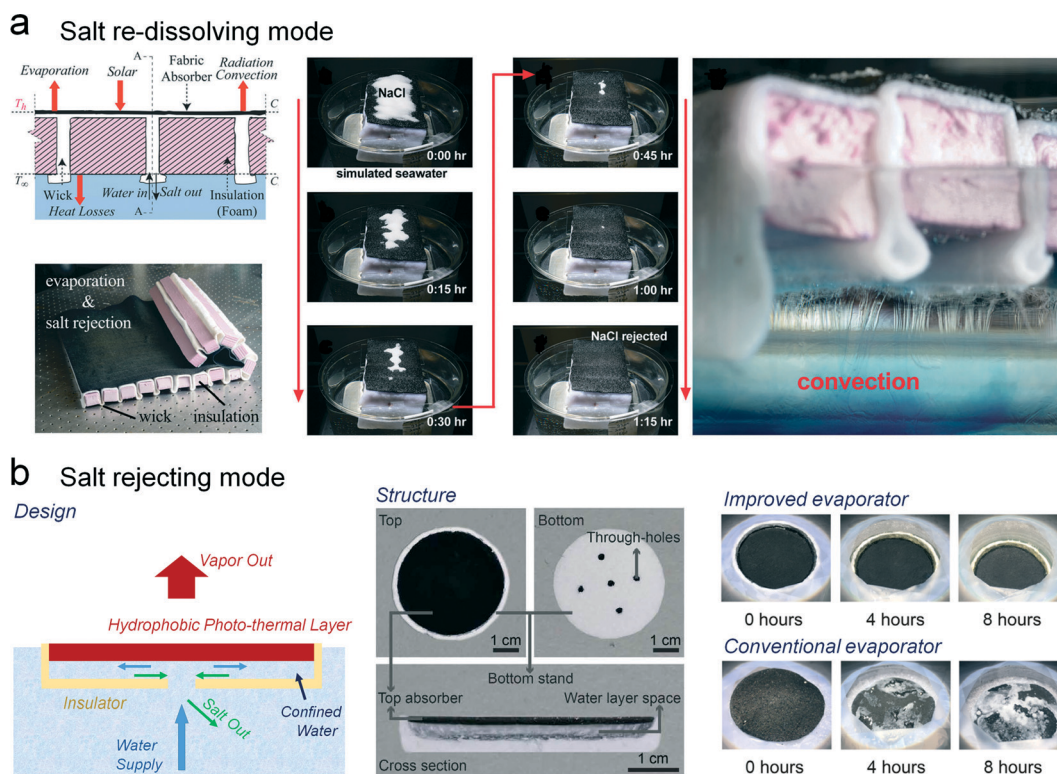 a Salt re-dissolving mode
Evaporation
Solar
Fabric
Absorber
Radiation
Convection
A
T_h
C
T_∞
C
Wick
Water in
Salt out
Insulation
(Foam)
Heat Losses
A
evaporation
&
salt rejection
wick
insulation
NaCl
0:00 hr
simulated seawater
0:15 hr
0:30 hr
0:45 hr
1:00 hr
NaCl rejected
1:15 hr
convection
b Salt rejecting mode
Design
Vapor Out
Hydrophobic Photo-thermal Layer
Insulator
Salt Out
Confined
Water
Water
Supply
Structure
Top
Bottom
Through-holes
1 cm
1 cm
Bottom stand
Top absorber
Water layer space
Cross section
1 cm
Improved evaporator
0 hours
4 hours
8 hours
Conventional evaporator
0 hours
4 hours
8 hours